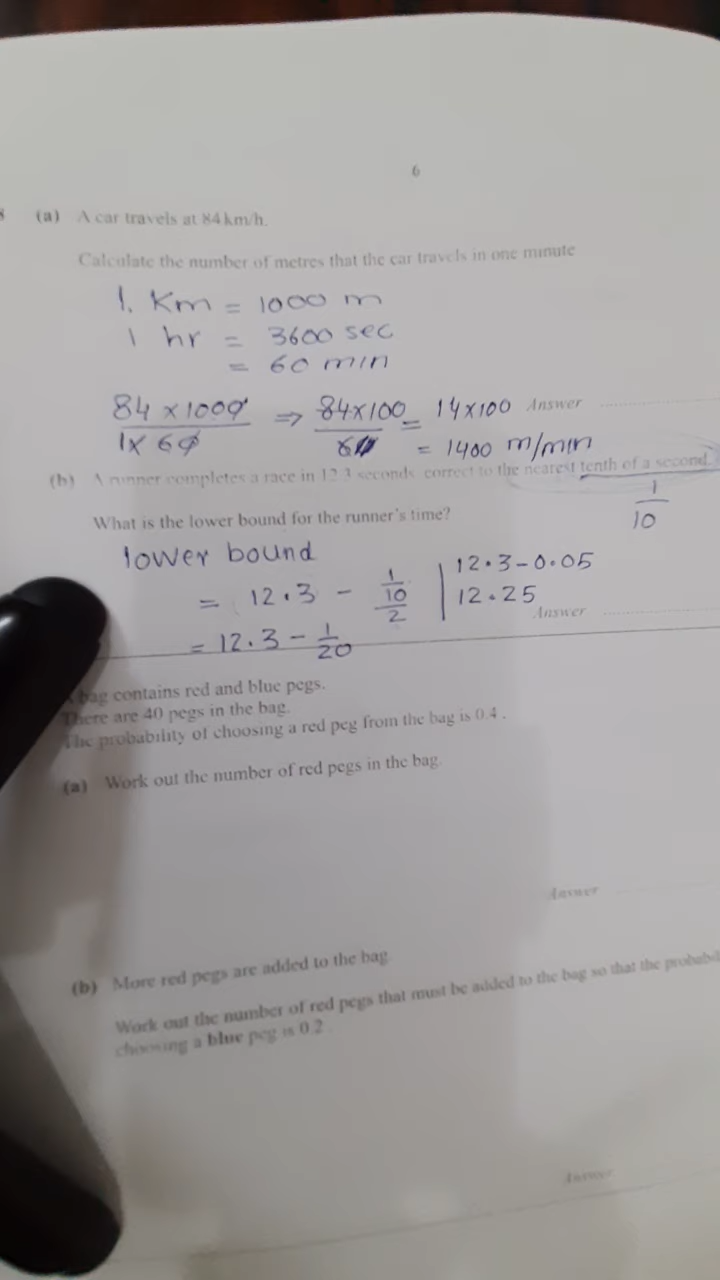 6
(a) A car travels at 84 km/h.
Calculate the number of metres that the car travels in one minute
1. Km = 1000 m
1 hr = 3600 sec
= 60 min
84 x 1000 / 1x 60 ⇒ 84x100 / 6 = 14x100 Answer
= 1400 m/min
(b) A runner completes a race in 12.3 seconds, correct to the nearest tenth of a second.
1/10
What is the lower bound for the runner's time?
lower bound
= 12.3 - 1/10/2 | 12.3-0.05
12.25
Answer
= 12.3 - 1/20
bag contains red and blue pegs.
There are 40 pegs in the bag.
The probability of choosing a red peg from the bag is 0.4.
(a) Work out the number of red pegs in the bag.
Answer
(b) More red pegs are added to the bag
Work out the number of red pegs that must be added to the bag so that the
choosing a blue peg is 0.2
Answer